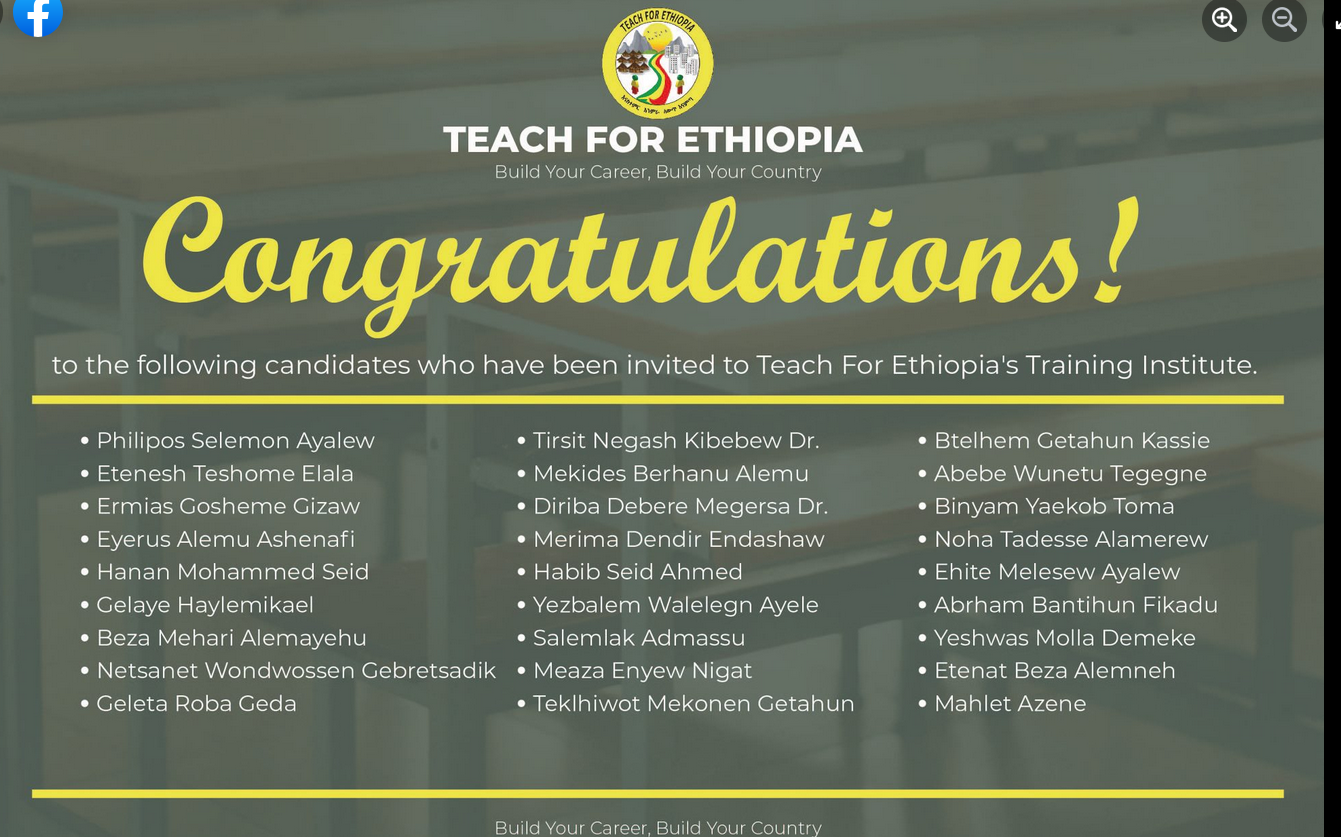 TEACH FOR ETHIOPIA
TEACH FOR ETHIOPIA
Build Your Career, Build Your Country
Congratulations!
to the following candidates who have been invited to Teach For Ethiopia's Training Institute.
• Philipos Selemon Ayalew
• Etenesh Teshome Elala
• Ermias Gosheme Gizaw
• Eyerus Alemu Ashenafi
• Hanan Mohammed Seid
• Gelaye Haylemikael
• Beza Mehari Alemayehu
• Netsanet Wondwossen Gebretsadik
• Geleta Roba Geda
• Tirsit Negash Kibebew Dr.
• Mekides Berhanu Alemu
• Diriba Debere Megersa Dr.
• Merima Dendir Endashaw
• Habib Seid Ahmed
• Yezbalem Walelegn Ayele
• Salemlak Admassu
• Meaza Enyew Nigat
• Teklhiwot Mekonen Getahun
• Btelhem Getahun Kassie
• Abebe Wunetu Tegegne
• Binyam Yaekob Toma
• Noha Tadesse Alamerew
• Ehite Melesew Ayalew
• Abrham Bantihun Fikadu
• Yeshwas Molla Demeke
• Etenat Beza Alemneh
• Mahlet Azene
Build Your Career, Build Your Country